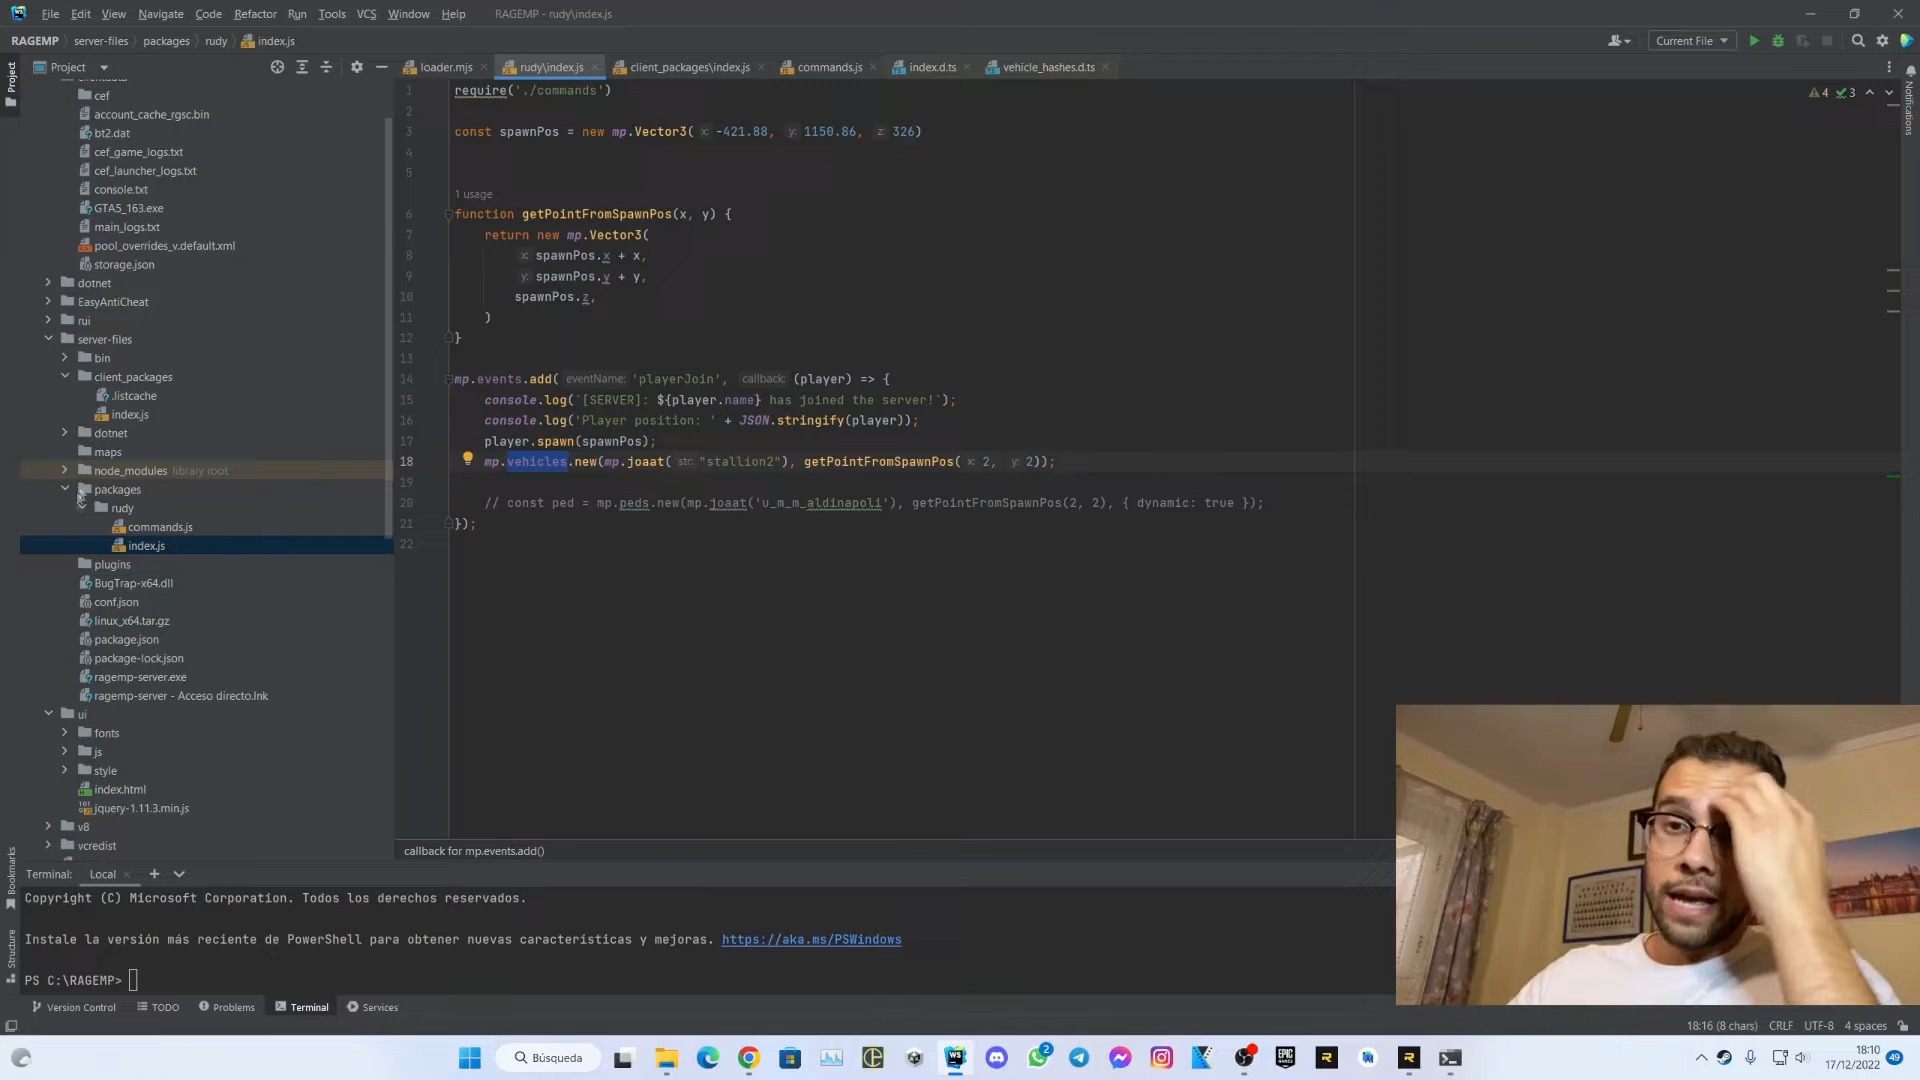 File Edit View Navigate Code Refactor Run Tools VCS Window Help RAGEMP - rudy\index.js
RAGEMP server-files packages rudy index.js Current File
Project loader.mjs rudy\index.js client_packages\index.js commands.js index.d.ts vehicle_hashes.d.ts
Project
Notifications
cef
account_cache_rgsc.bin
bt2.dat
cef_game_logs.txt
cef_launcher_logs.txt
console.txt
GTA5_163.exe
main_logs.txt
pool_overrides_v.default.xml
storage.json
dotnet
EasyAntiCheat
rui
server-files
bin
client_packages
.listcache
index.js
dotnet
maps
node_modules library root
packages
rudy
commands.js
index.js
plugins
BugTrap-x64.dll
conf.json
linux_x64.tar.gz
package.json
package-lock.json
ragemp-server.exe
ragemp-server - Acceso directo.lnk
ui
fonts
js
style
index.html
jquery-1.11.3.min.js
v8
vcredist
4 3
1 require('./commands')
2
3 const spawnPos = new mp.Vector3( x: -421.88, y: 1150.86, z: 326)
4
5
1 usage
6 function getPointFromSpawnPos(x, y) {
7 return new mp.Vector3(
8 x: spawnPos.x + x,
9 y: spawnPos.y + y,
10 spawnPos.z,
11 )
12 }
13
14 mp.events.add( eventName: 'playerJoin', callback: (player) => {
15 console.log(`[SERVER]: ${player.name} has joined the server!`);
16 console.log('Player position: ' + JSON.stringify(player));
17 player.spawn(spawnPos);
18 mp.vehicles.new(mp.joaat( str: "stallion2"), getPointFromSpawnPos( x: 2, y: 2));
19
20 // const ped = mp.peds.new(mp.joaat('u_m_m_aldinapoli'), getPointFromSpawnPos(2, 2), { dynamic: true });
21 });
22
callback for mp.events.add()
Bookmarks
Structure
Terminal: Local
Copyright (C) Microsoft Corporation. Todos los derechos reservados.
Instale la versión más reciente de PowerShell para obtener nuevas características y mejoras. https://aka.ms/PSWindows
PS C:\RAGEMP>
Version Control TODO Problems Terminal Services
18:16 (8 chars) CRLF UTF-8 4 spaces
Búsqueda
2
18:10
17/12/2022
49